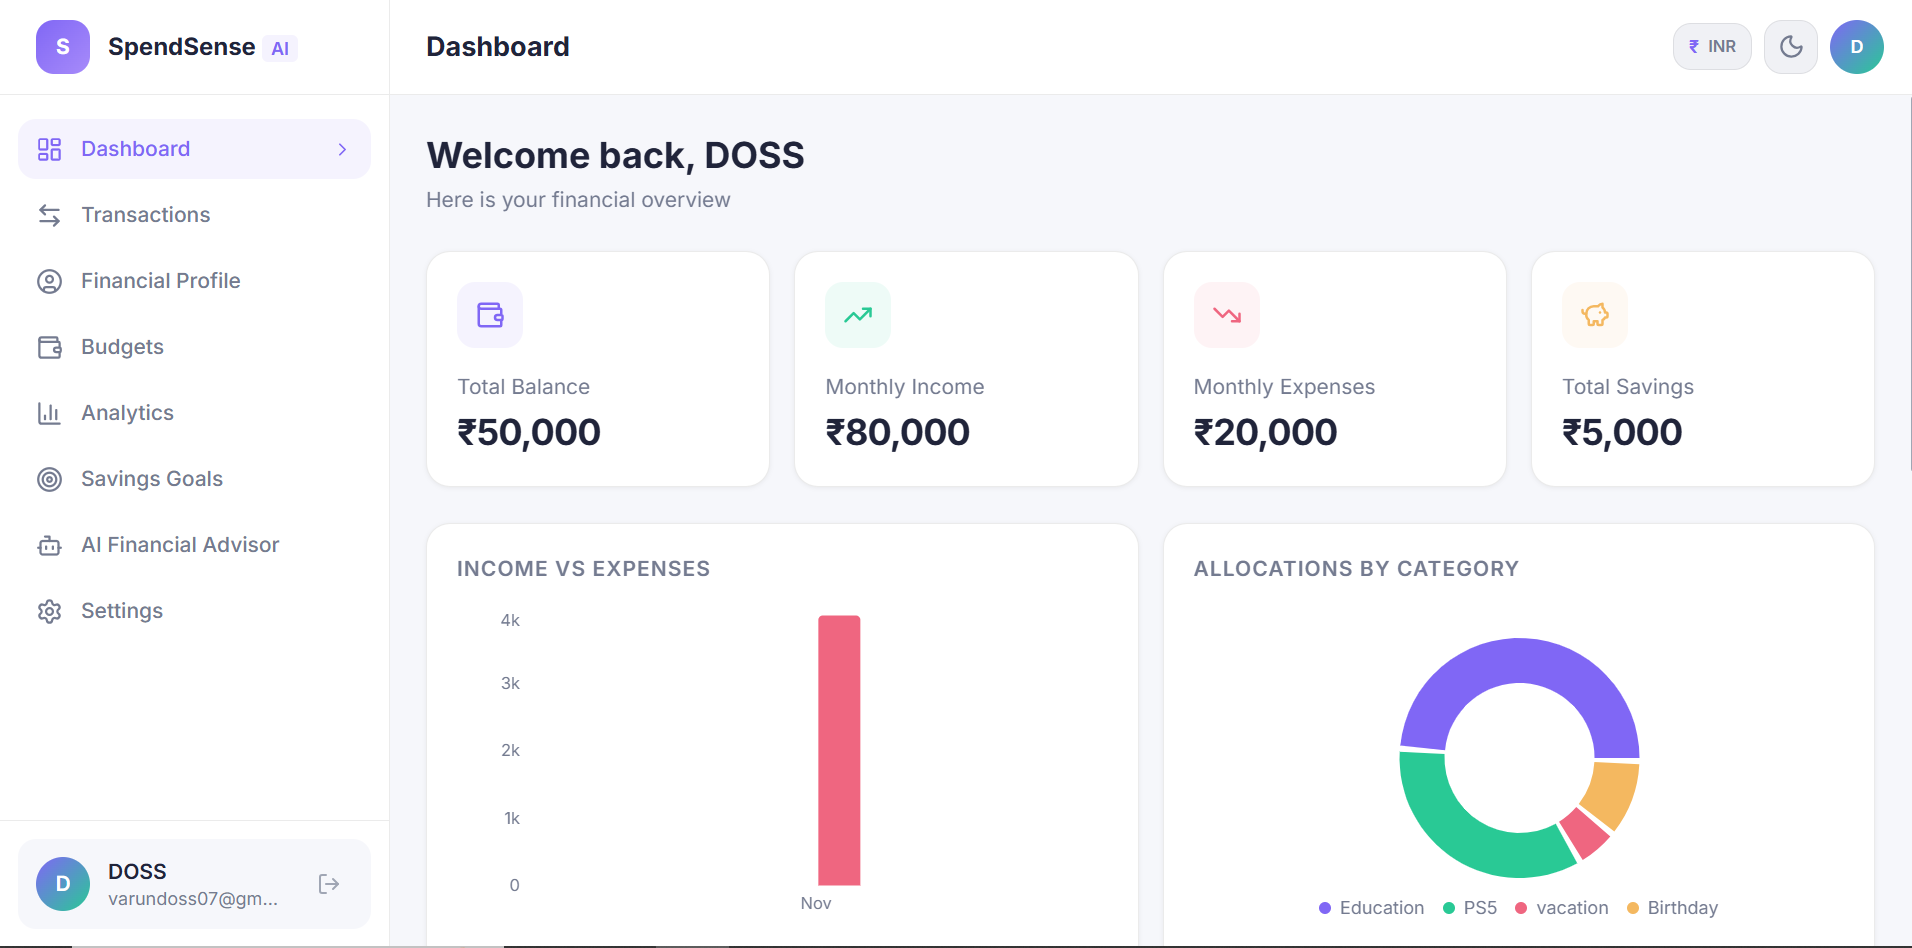 S
SpendSense AI
Dashboard
Transactions
Financial Profile
Budgets
Analytics
Savings Goals
AI Financial Advisor
Settings
D
DOSS
varundoss07@gm...
Dashboard
₹ INR
D
Welcome back, DOSS
Here is your financial overview
Total Balance
₹50,000
Monthly Income
₹80,000
Monthly Expenses
₹20,000
Total Savings
₹5,000
INCOME VS EXPENSES
4k
3k
2k
1k
0
Nov
ALLOCATIONS BY CATEGORY
Education PS5 vacation Birthday